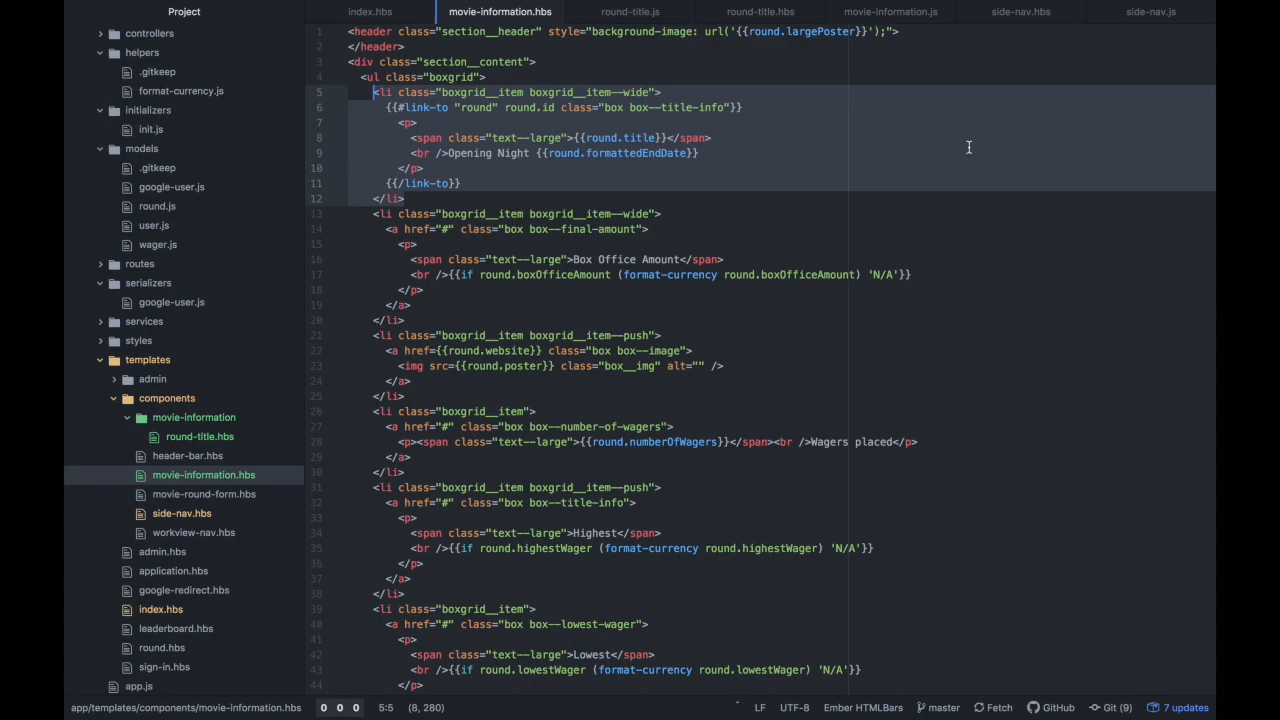 Project
index.hbs
movie-information.hbs
round-title.js
round-title.hbs
movie-information.js
side-nav.hbs
side-nav.js
controllers
helpers
.gitkeep
format-currency.js
initializers
init.js
models
.gitkeep
google-user.js
round.js
user.js
wager.js
routes
serializers
google-user.js
services
styles
templates
admin
components
movie-information
round-title.hbs
header-bar.hbs
movie-information.hbs
movie-round-form.hbs
side-nav.hbs
workview-nav.hbs
admin.hbs
application.hbs
google-redirect.hbs
index.hbs
leaderboard.hbs
round.hbs
sign-in.hbs
app.js
1 <header class="section__header" style="background-image: url('{{round.largePoster}}');">
2 </header>
3 <div class="section__content">
4 <ul class="boxgrid">
5 <li class="boxgrid__item boxgrid__item--wide">
6 {{#link-to "round" round.id class="box box--title-info"}}
7 <p>
8 <span class="text--large">{{round.title}}</span>
9 <br />Opening Night {{round.formattedEndDate}}
10 </p>
11 {{/link-to}}
12 </li>
13 <li class="boxgrid__item boxgrid__item--wide">
14 <a href="#" class="box box--final-amount">
15 <p>
16 <span class="text--large">Box Office Amount</span>
17 <br />{{if round.boxOfficeAmount (format-currency round.boxOfficeAmount) 'N/A'}}
18 </p>
19 </a>
20 </li>
21 <li class="boxgrid__item boxgrid__item--push">
22 <a href={{round.website}} class="box box--image">
23 <img src={{round.poster}} class="box__img" alt="" />
24 </a>
25 </li>
26 <li class="boxgrid__item">
27 <a href="#" class="box box--number-of-wagers">
28 <p><span class="text--large">{{round.numberOfWagers}}</span><br />Wagers placed</p>
29 </a>
30 </li>
31 <li class="boxgrid__item boxgrid__item--push">
32 <a href="#" class="box box--title-info">
33 <p>
34 <span class="text--large">Highest</span>
35 <br />{{if round.highestWager (format-currency round.highestWager) 'N/A'}}
36 </p>
37 </a>
38 </li>
39 <li class="boxgrid__item">
40 <a href="#" class="box box--lowest-wager">
41 <p>
42 <span class="text--large">Lowest</span>
43 <br />{{if round.lowestWager (format-currency round.lowestWager) 'N/A'}}
44 </p>
app/templates/components/movie-information.hbs 0 0 0 5:5 (8, 280) LF UTF-8 Ember HTMLBars master Fetch GitHub Git (9) 7 updates